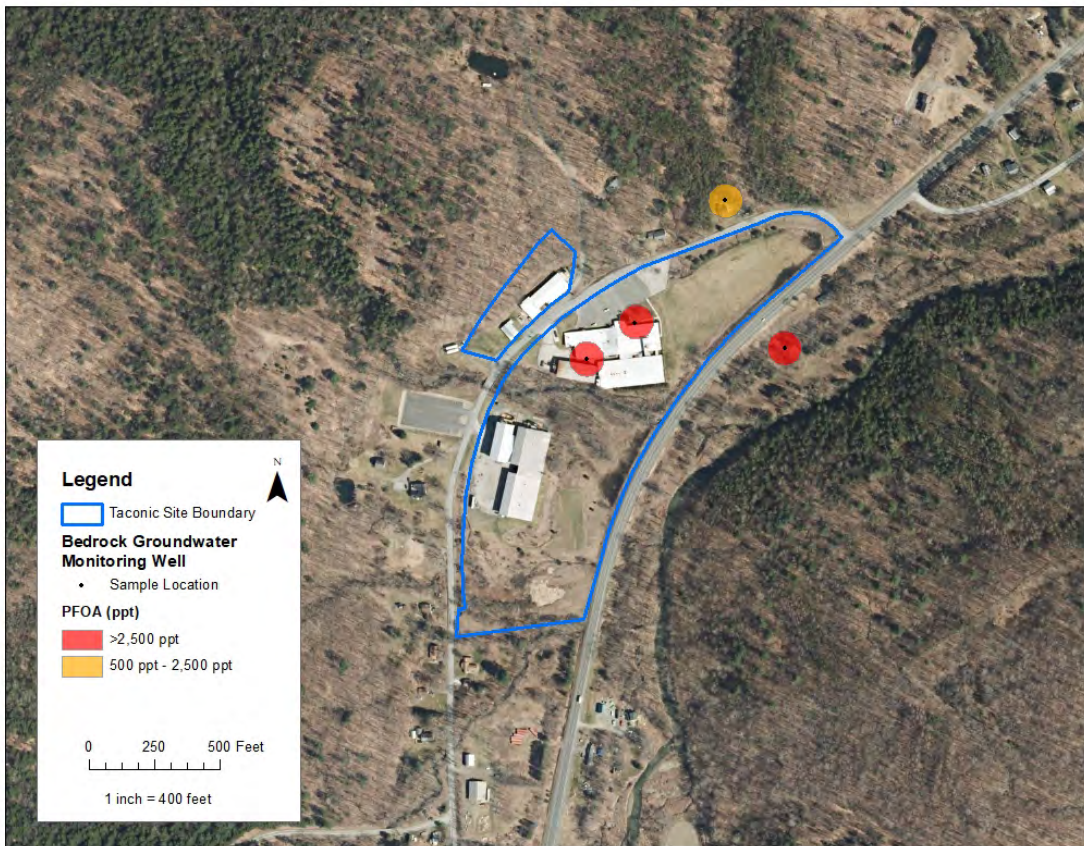 Legend
N
Taconic Site Boundary
Bedrock Groundwater
Monitoring Well
Sample Location
PFOA (ppt)
>2,500 ppt
500 ppt - 2,500 ppt
0 250 500 Feet
1 inch = 400 feet